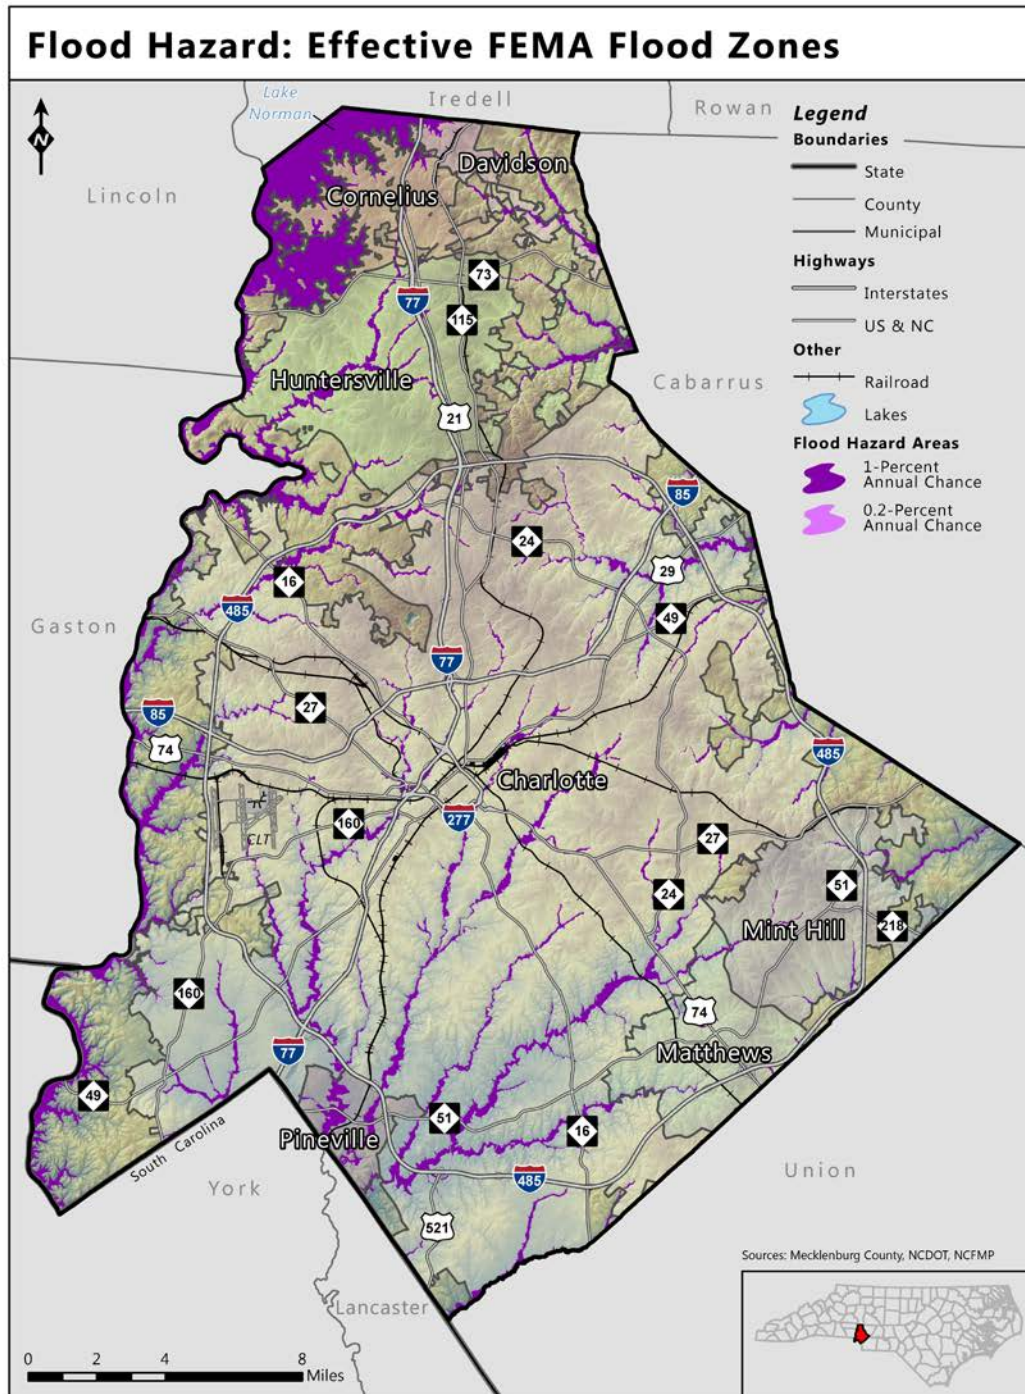 Flood Hazard: Effective FEMA Flood Zones
Lake
Norman
Iredell
Rowan
Legend
Boundaries
State
County
Municipal
Highways
Interstates
US & NC
Other
Railroad
Lakes
Flood Hazard Areas
1-Percent
Annual Chance
0.2-Percent
Annual Chance
N
Lincoln
Davidson
Cornelius
73
77
115
Huntersville
Cabarrus
21
85
24
29
16
485
49
Gaston
77
27
85
74
485
Charlotte
CLT
160
277
27
51
24
218
Mint Hill
160
74
77
Matthews
49
51
16
Pineville
South Carolina
485
York
Union
521
Lancaster
Sources: Mecklenburg County, NCDOT, NCFMP
0 2 4 8
Miles